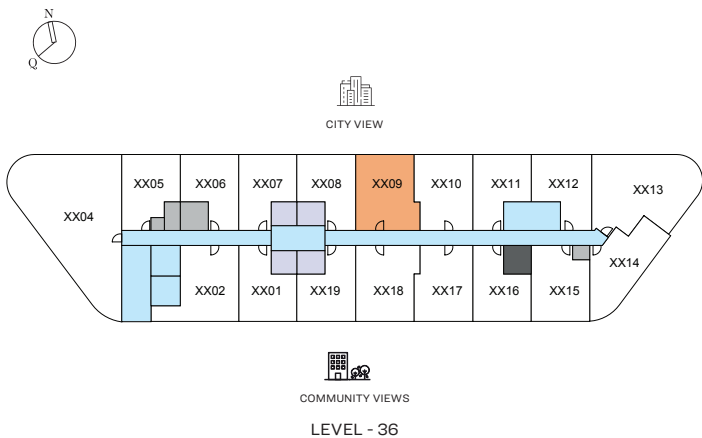 N
Q
CITY VIEW
XX05
XX06
XX07
XX08
XX09
XX10
XX11
XX12
XX13
XX04
XX14
XX02
XX01
XX19
XX18
XX17
XX16
XX15
COMMUNITY VIEWS
LEVEL - 36